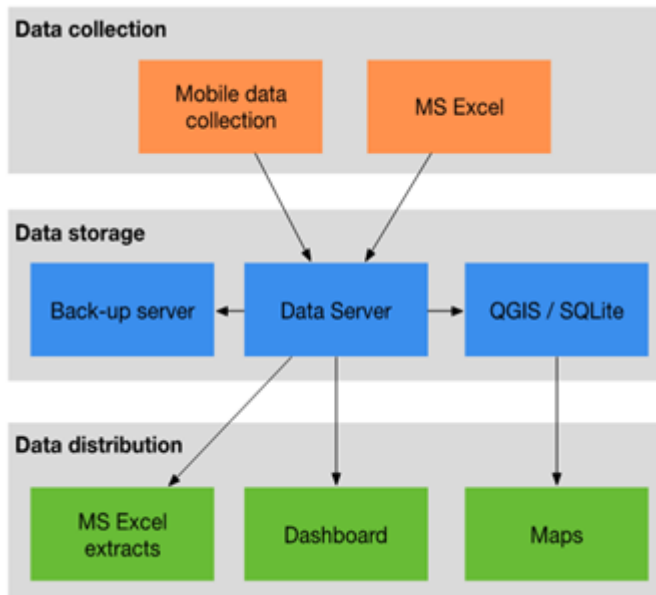 Data collection
Mobile data
collection
MS Excel
Data storage
Back-up server
Data Server
QGIS / SQLite
Data distribution
MS Excel
extracts
Dashboard
Maps